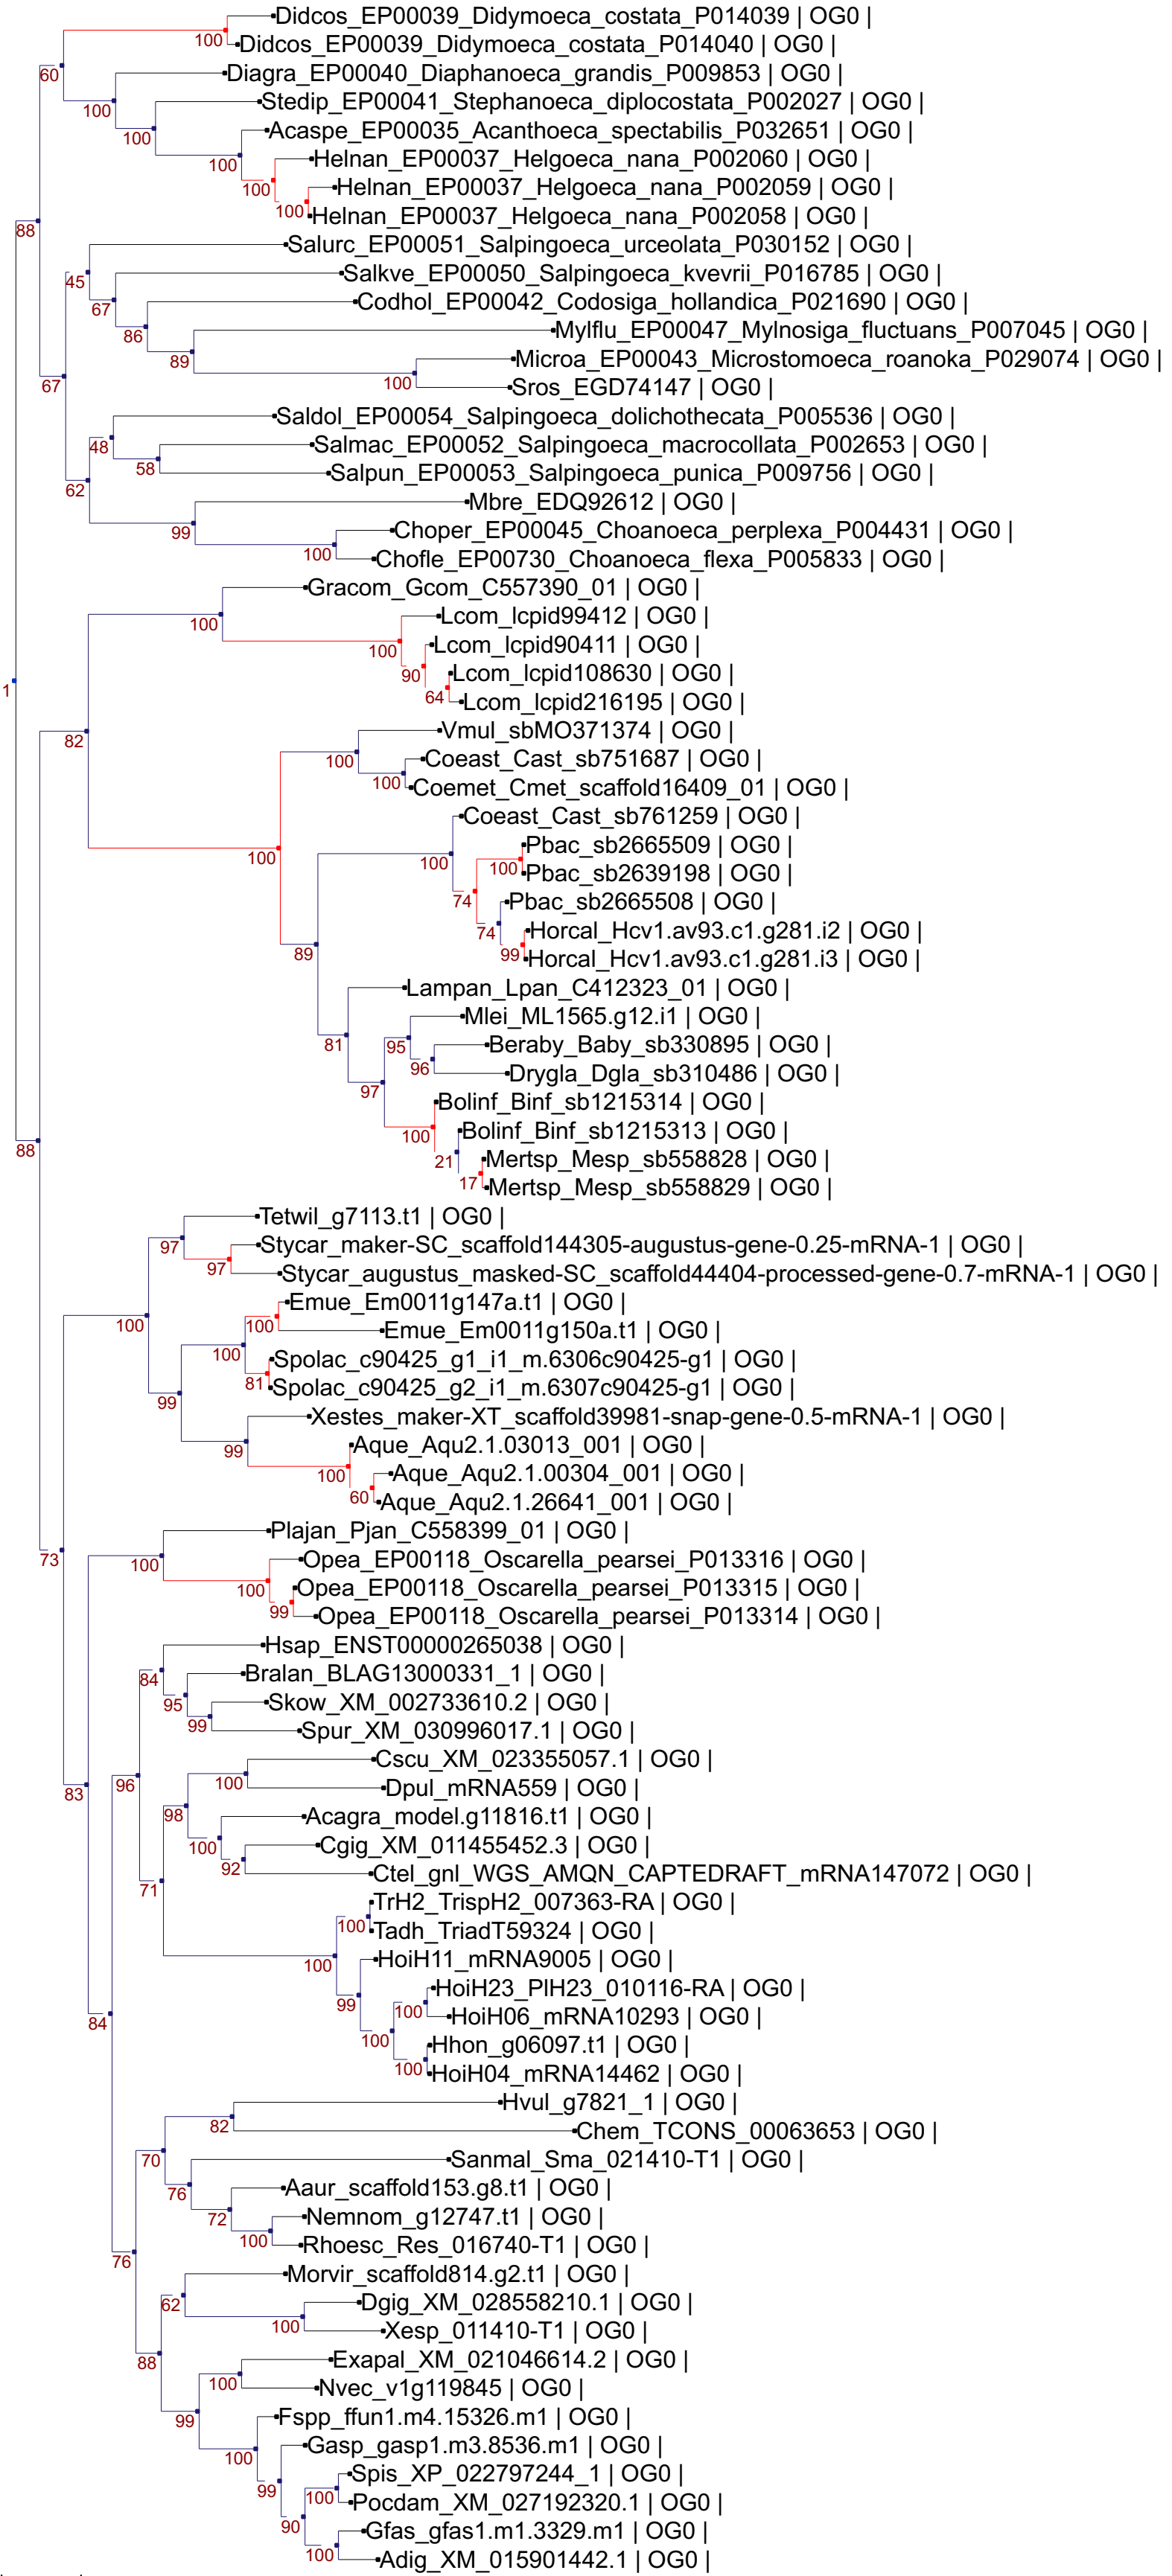 Didcos_EP00039_Didymoeca_costata_P014039 | OG0 |
100
Didcos_EP00039_Didymoeca_costata_P014040 | OG0 |
60
Diagra_EP00040_Diaphanoeca_grandis_P009853 | OG0 |
100
Stedip_EP00041_Stephanoeca_diplocostata_P002027 | OG0 |
100
Acaspe_EP00035_Acanthoeca_spectabilis_P032651 | OG0 |
100
Helnan_EP00037_Helgoeca_nana_P002060 | OG0 |
100
Helnan_EP00037_Helgoeca_nana_P002059 | OG0 |
100
Helnan_EP00037_Helgoeca_nana_P002058 | OG0 |
88
Salurc_EP00051_Salpingoeca_urceolata_P030152 | OG0 |
45
Salkve_EP00050_Salpingoeca_kvevrii_P016785 | OG0 |
67
Codhol_EP00042_Codosiga_hollandica_P021690 | OG0 |
86
Mylflu_EP00047_Mylnosiga_fluctuans_P007045 | OG0 |
89
Microa_EP00043_Microstomoeca_roanoka_P029074 | OG0 |
67
100
Sros_EGD74147 | OG0 |
Saldol_EP00054_Salpingoeca_dolichothecata_P005536 | OG0 |
48
Salmac_EP00052_Salpingoeca_macrocollata_P002653 | OG0 |
58
Salpun_EP00053_Salpingoeca_punica_P009756 | OG0 |
62
Mbre_EDQ92612 | OG0 |
99
Choper_EP00045_Choanoeca_perplexa_P004431 | OG0 |
100
Chofle_EP00730_Choanoeca_flexa_P005833 | OG0 |
Gracom_Gcom_C557390_01 | OG0 |
100
Lcom_lcpid99412 | OG0 |
100
Lcom_lcpid90411 | OG0 |
90
Lcom_lcpid108630 | OG0 |
1
64
Lcom_lcpid216195 | OG0 |
Vmul_sbMO371374 | OG0 |
82
100
Coeast_Cast_sb751687 | OG0 |
100
Coemet_Cmet_scaffold16409_01 | OG0 |
Coeast_Cast_sb761259 | OG0 |
100
Pbac_sb2665509 | OG0 |
100
100
Pbac_sb2639198 | OG0 |
74
Pbac_sb2665508 | OG0 |
74
Horcal_Hcv1.av93.c1.g281.i2 | OG0 |
89
99
Horcal_Hcv1.av93.c1.g281.i3 | OG0 |
Lampan_Lpan_C412323_01 | OG0 |
Mlei_ML1565.g12.i1 | OG0 |
81
95
Beraby_Baby_sb330895 | OG0 |
96
Drygla_Dgla_sb310486 | OG0 |
97
Bolinf_Binf_sb1215314 | OG0 |
100
Bolinf_Binf_sb1215313 | OG0 |
88
21
Mertsp_Mesp_sb558828 | OG0 |
17
Mertsp_Mesp_sb558829 | OG0 |
Tetwil_g7113.t1 | OG0 |
97
Stycar_maker-SC_scaffold144305-augustus-gene-0.25-mRNA-1 | OG0 |
97
Stycar_augustus_masked-SC_scaffold44404-processed-gene-0.7-mRNA-1 | OG0 |
Emue_Em0011g147a.t1 | OG0 |
100
100
Emue_Em0011g150a.t1 | OG0 |
100
Spolac_c90425_g1_i1_m.6306c90425-g1 | OG0 |
81
Spolac_c90425_g2_i1_m.6307c90425-g1 | OG0 |
99
Xestes_maker-XT_scaffold39981-snap-gene-0.5-mRNA-1 | OG0 |
99
Aque_Aqu2.1.03013_001 | OG0 |
100
Aque_Aqu2.1.00304_001 | OG0 |
60
Aque_Aqu2.1.26641_001 | OG0 |
Plajan_Pjan_C558399_01 | OG0 |
73
100
Opea_EP00118_Oscarella_pearsei_P013316 | OG0 |
100
Opea_EP00118_Oscarella_pearsei_P013315 | OG0 |
99
Opea_EP00118_Oscarella_pearsei_P013314 | OG0 |
Hsap_ENST00000265038 | OG0 |
84
Bralan_BLAG13000331_1 | OG0 |
95
Skow_XM_002733610.2 | OG0 |
99
Spur_XM_030996017.1 | OG0 |
Cscu_XM_023355057.1 | OG0 |
96
100
Dpul_mRNA559 | OG0 |
83
98
Acagra_model.g11816.t1 | OG0 |
100
Cgig_XM_011455452.3 | OG0 |
92
Ctel_gnl_WGS_AMQN_CAPTEDRAFT_mRNA147072 | OG0 |
71
TrH2_TrispH2_007363-RA | OG0 |
100
Tadh_TriadT59324 | OG0 |
100
HoiH11_mRNA9005 | OG0 |
HoiH23_PlH23_010116-RA | OG0 |
99
100
HoiH06_mRNA10293 | OG0 |
84
100
Hhon_g06097.t1 | OG0 |
100
HoiH04_mRNA14462 | OG0 |
Hvul_g7821_1 | OG0 |
82
Chem_TCONS_00063653 | OG0 |
70
Sanmal_Sma_021410-T1 | OG0 |
76
Aaur_scaffold153.g8.t1 | OG0 |
72
Nemnom_g12747.t1 | OG0 |
100
Rhoesc_Res_016740-T1 | OG0 |
76
Morvir_scaffold814.g2.t1 | OG0 |
62
Dgig_XM_028558210.1 | OG0 |
100
Xesp_011410-T1 | OG0 |
88
Exapal_XM_021046614.2 | OG0 |
100
Nvec_v1g119845 | OG0 |
99
Fspp_ffun1.m4.15326.m1 | OG0 |
100
Gasp_gasp1.m3.8536.m1 | OG0 |
99
Spis_XP_022797244_1 | OG0 |
100
Pocdam_XM_027192320.1 | OG0 |
90
Gfas_gfas1.m1.3329.m1 | OG0 |
100
Adig_XM_015901442.1 | OG0 |